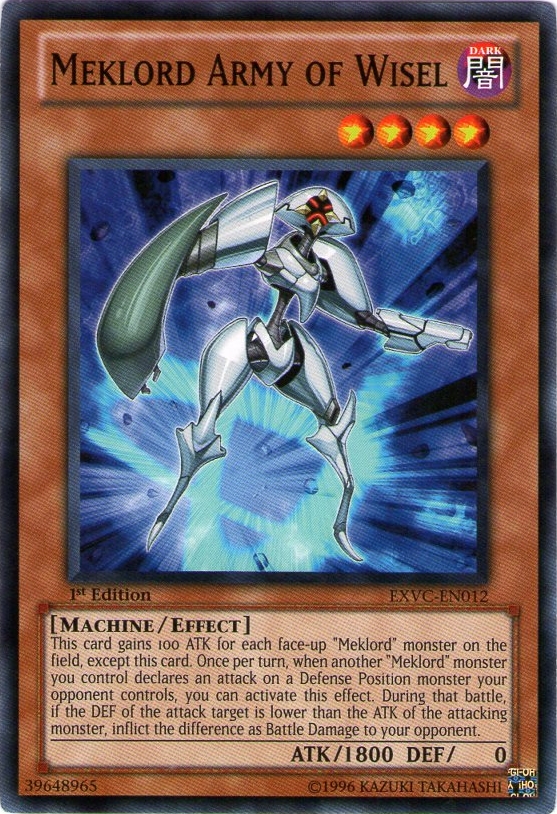 MEKLORD ARMY OF WISEL
DARK
闇
1st Edition
EXVC-EN012
[MACHINE/EFFECT]
This card gains 100 ATK for each face-up "Meklord" monster on the
field, except this card. Once per turn, when another "Meklord" monster
you control declares an attack on a Defense Position monster your
opponent controls, you can activate this effect. During that battle,
if the DEF of the attack target is lower than the ATK of the attacking
monster, inflict the difference as Battle Damage to your opponent.
ATK/1800 DEF/ 0
39648965
©1996 KAZUKI TAKAHASHI